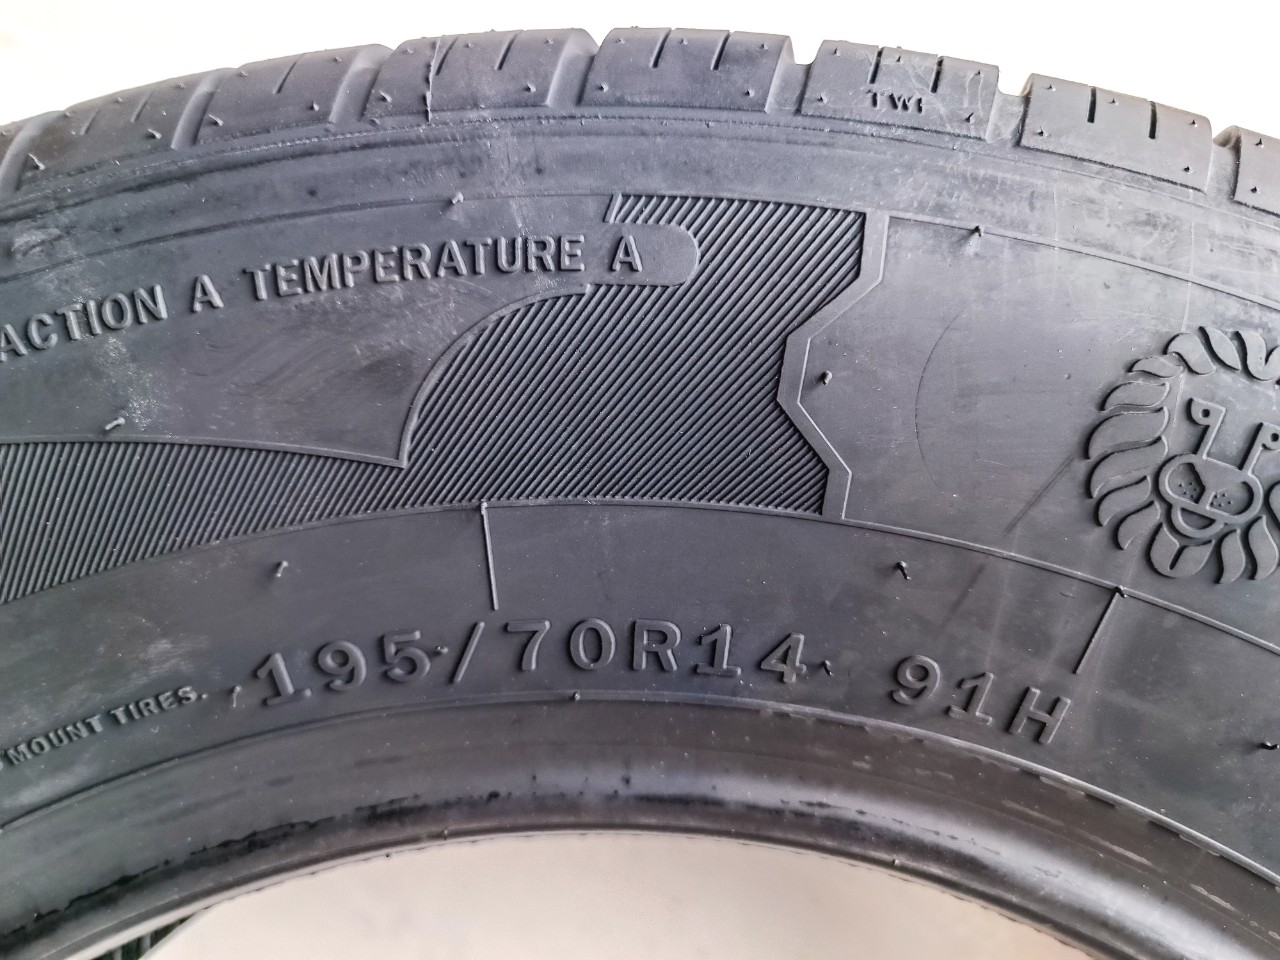 TWI
ACTION A TEMPERATURE A
195/70R14 91H
MOUNT TIRES.